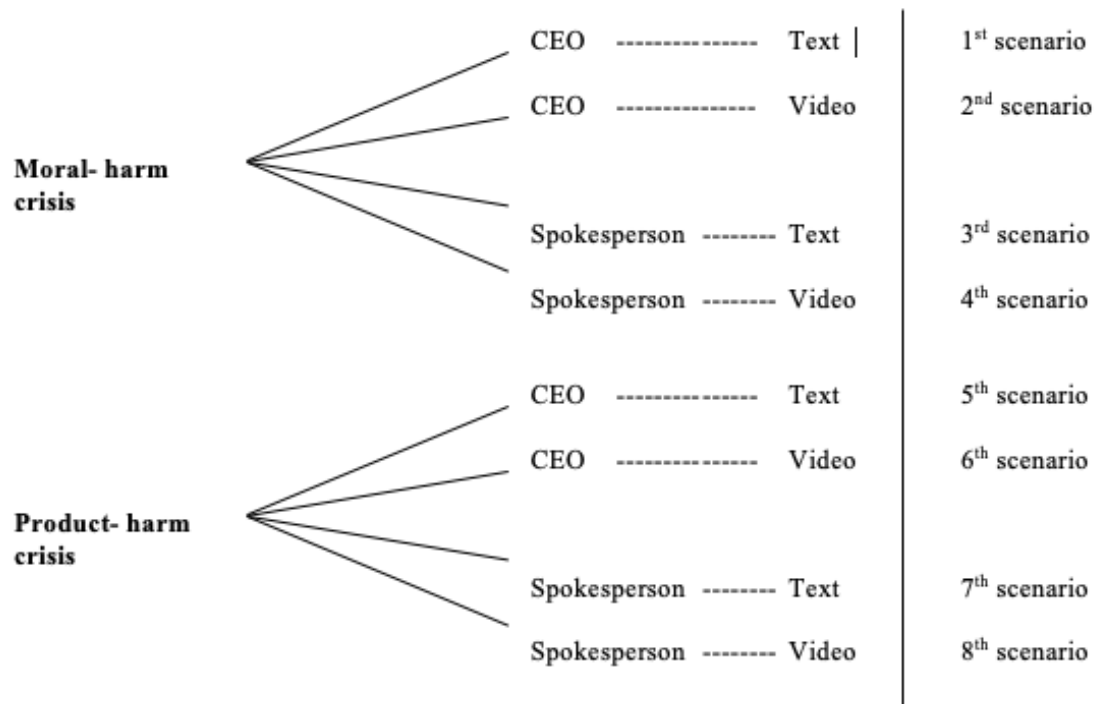 CEO --------------- Text | 1st scenario
CEO --------------- Video 2nd scenario
Moral- harm
crisis
Spokesperson -------- Text 3rd scenario
Spokesperson -------- Video 4th scenario
CEO --------------- Text 5th scenario
CEO --------------- Video 6th scenario
Product- harm
crisis
Spokesperson -------- Text 7th scenario
Spokesperson -------- Video 8th scenario